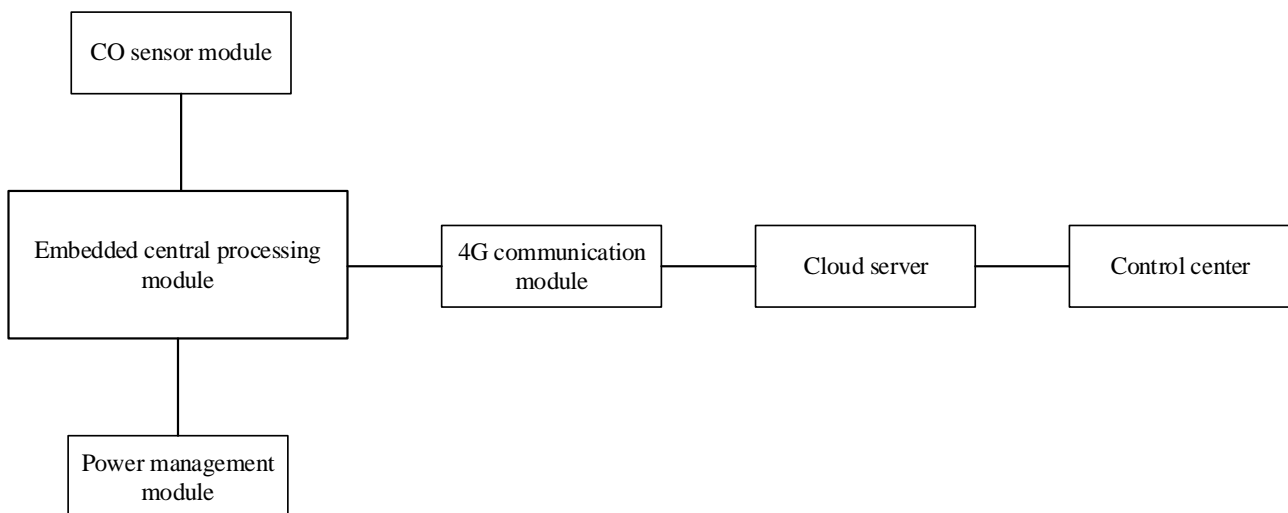 CO sensor module
Embedded central processing
module
4G communication
module
Cloud server
Control center
Power management
module